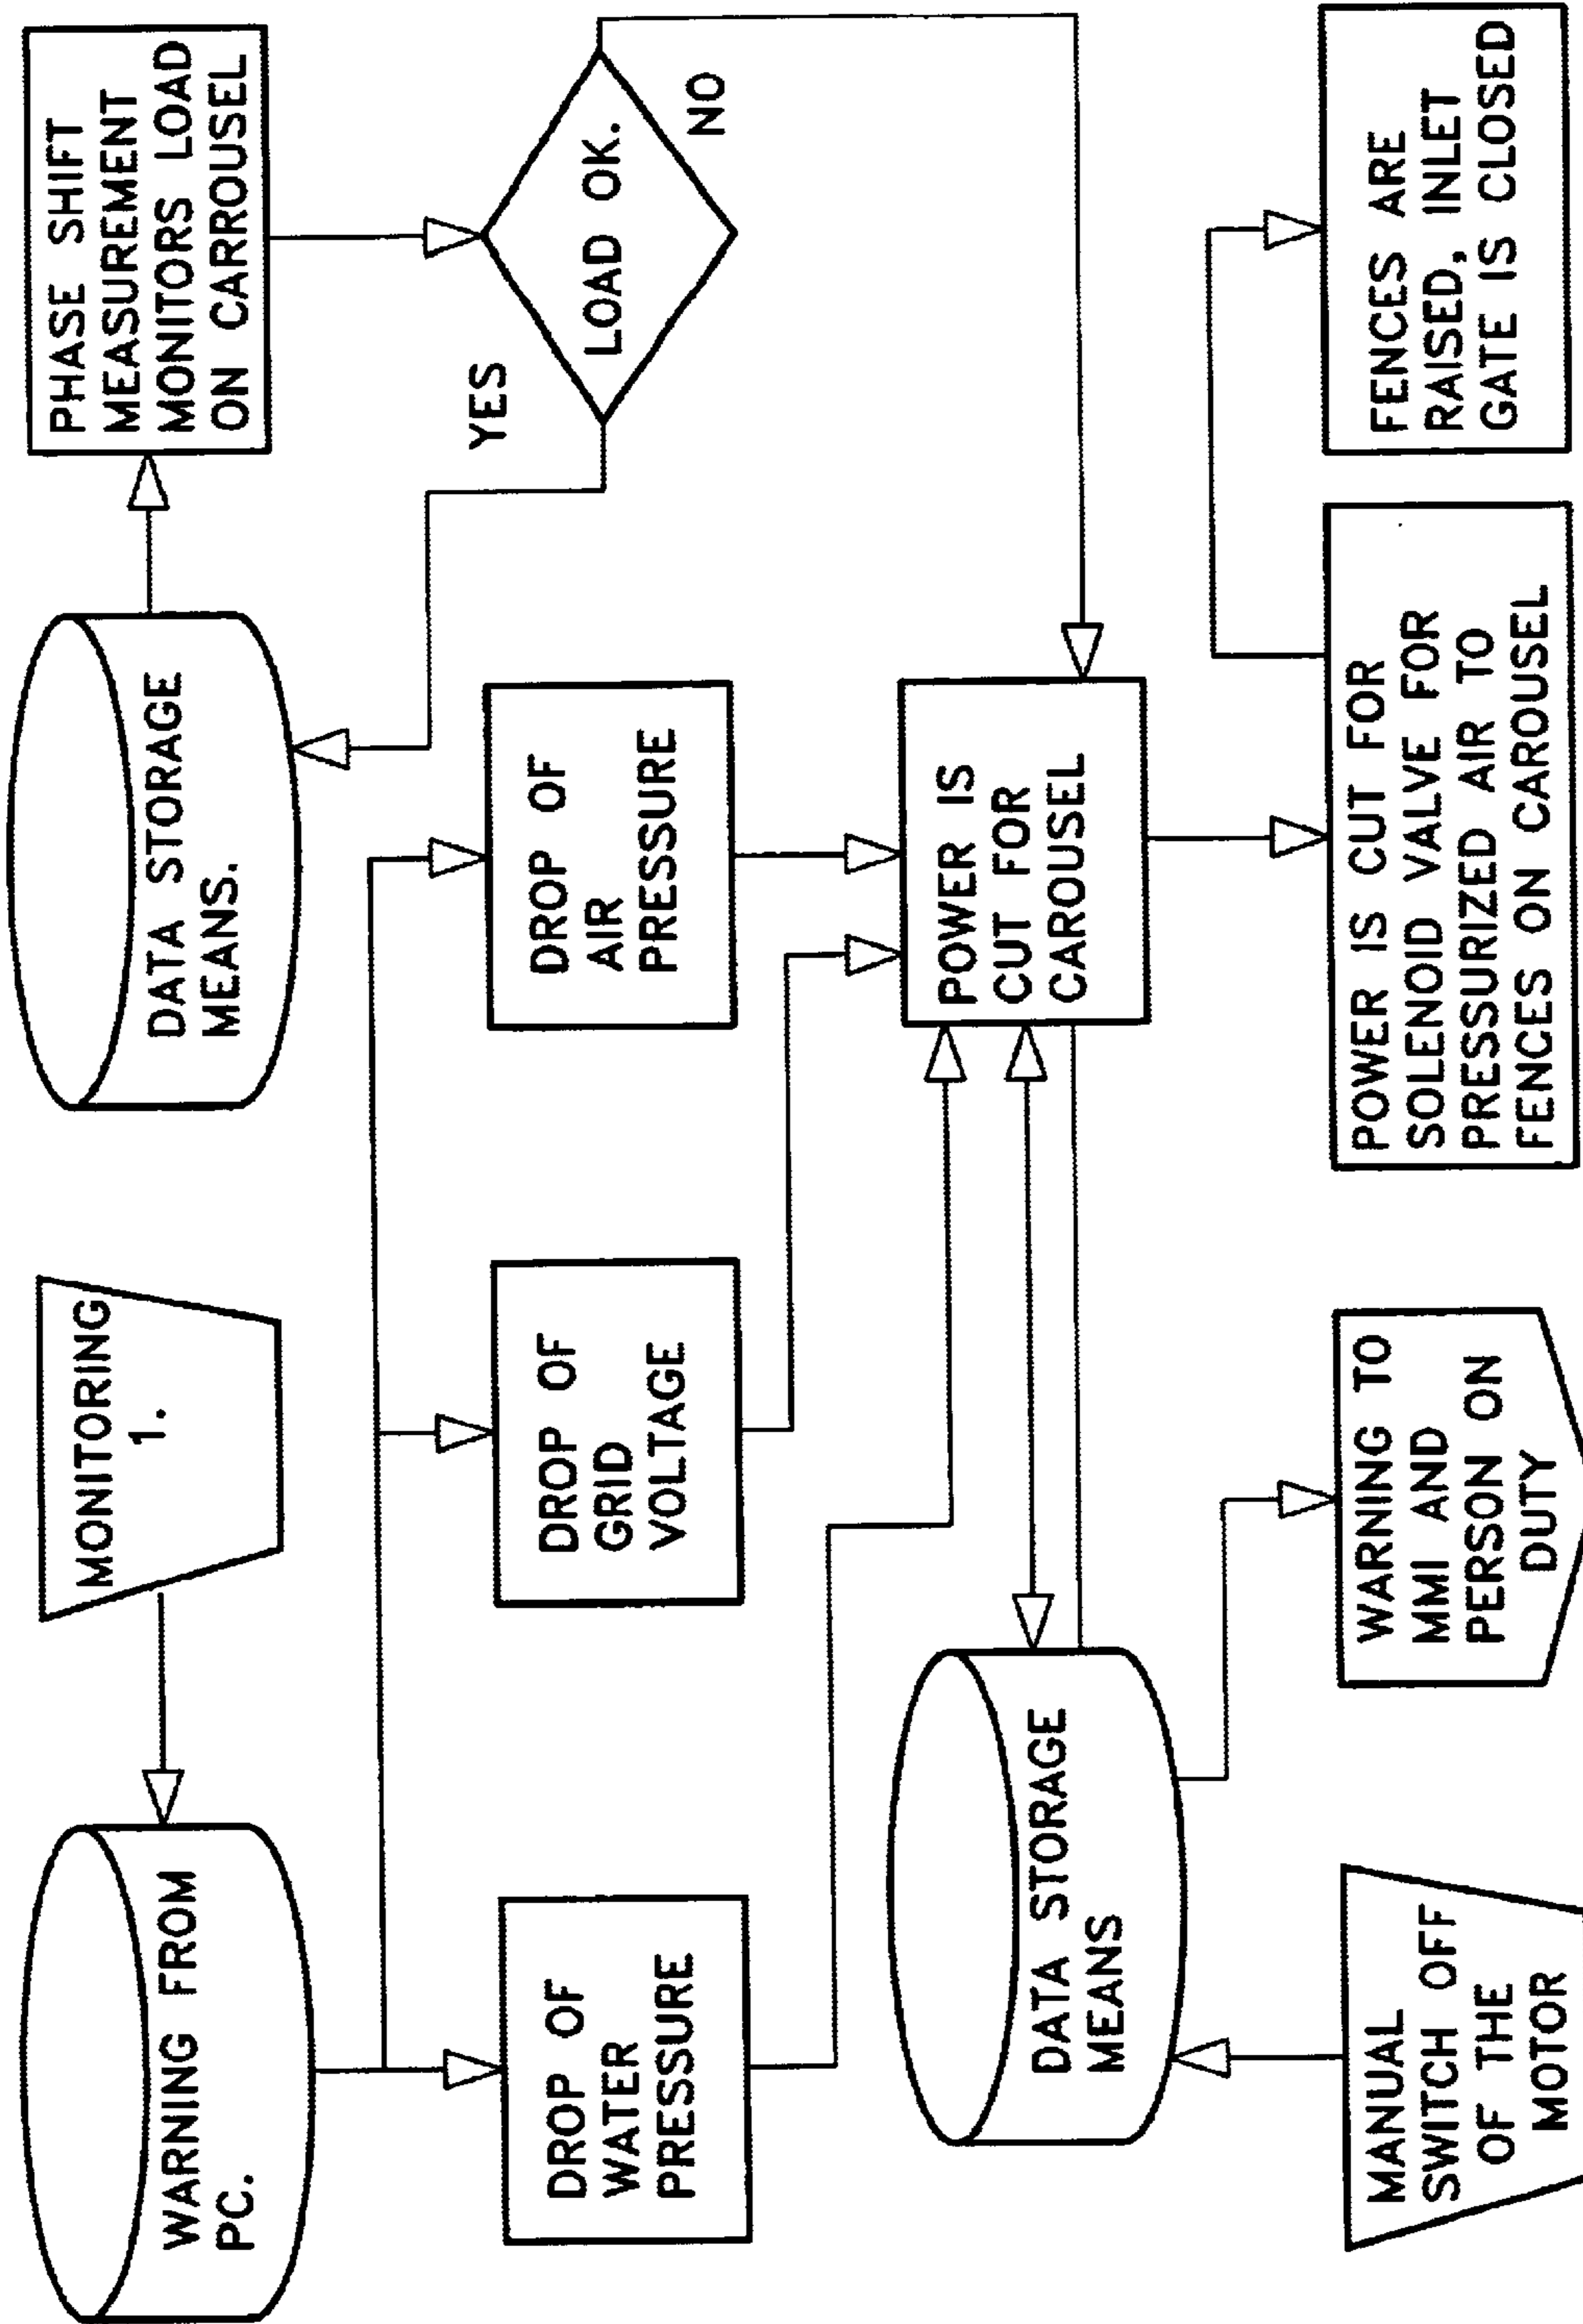 WARNING FROM
PC.
MONITORING
1.
DATA STORAGE
MEANS.
PHASE SHIFT
MEASUREMENT
MONITORS LOAD
ON CARROUSEL
DROP OF
WATER
PRESSURE
DROP OF
GRID
VOLTAGE
DROP OF
AIR
PRESSURE
YES
LOAD OK.
NO
DATA STORAGE
MEANS
POWER IS
CUT FOR
CAROUSEL
MANUAL
SWITCH OFF
OF THE
MOTOR
WARNING TO
MMI AND
PERSON ON
DUTY
POWER IS CUT FOR
SOLENOID VALVE FOR
PRESSURIZED AIR TO
FENCES ON CAROUSEL
FENCES ARE
RAISED, INLET
GATE IS CLOSED